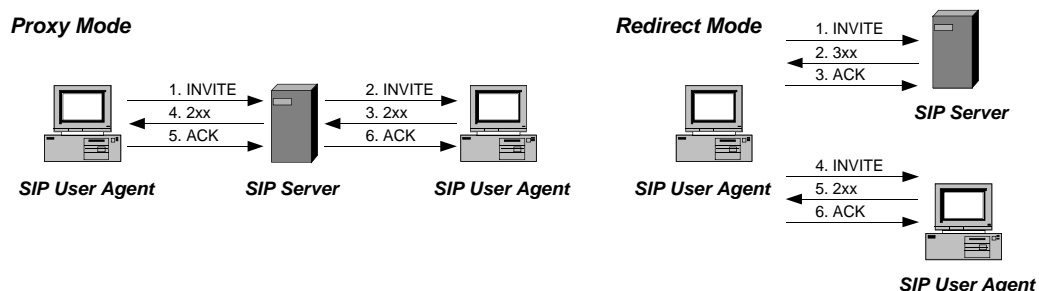 Proxy Mode
1. INVITE
4. 2xx
5. ACK
2. INVITE
3. 2xx
6. ACK
SIP User Agent
SIP Server
SIP User Agent
Redirect Mode
1. INVITE
2. 3xx
3. ACK
SIP Server
SIP User Agent
4. INVITE
5. 2xx
6. ACK
SIP User Agent